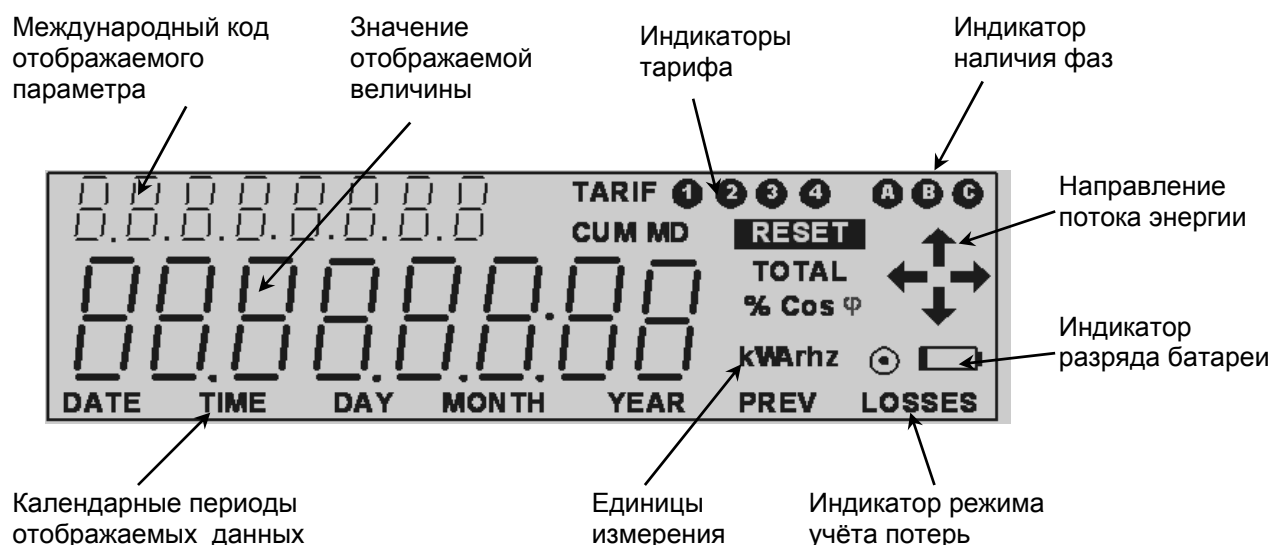 Международный код
отображаемого
параметра
Значение
отображаемой
величины
Индикаторы
тарифа
Индикатор
наличия фаз
TARIF 1 2 3 4 A B C
CUM MD RESET
TOTAL
% Cos φ
kWArhz
DATE TIME DAY MONTH YEAR PREV LOSSES
Направление
потока энергии
Индикатор
разряда батареи
Календарные периоды
отображаемых данных
Единицы
измерения
Индикатор режима
учёта потерь